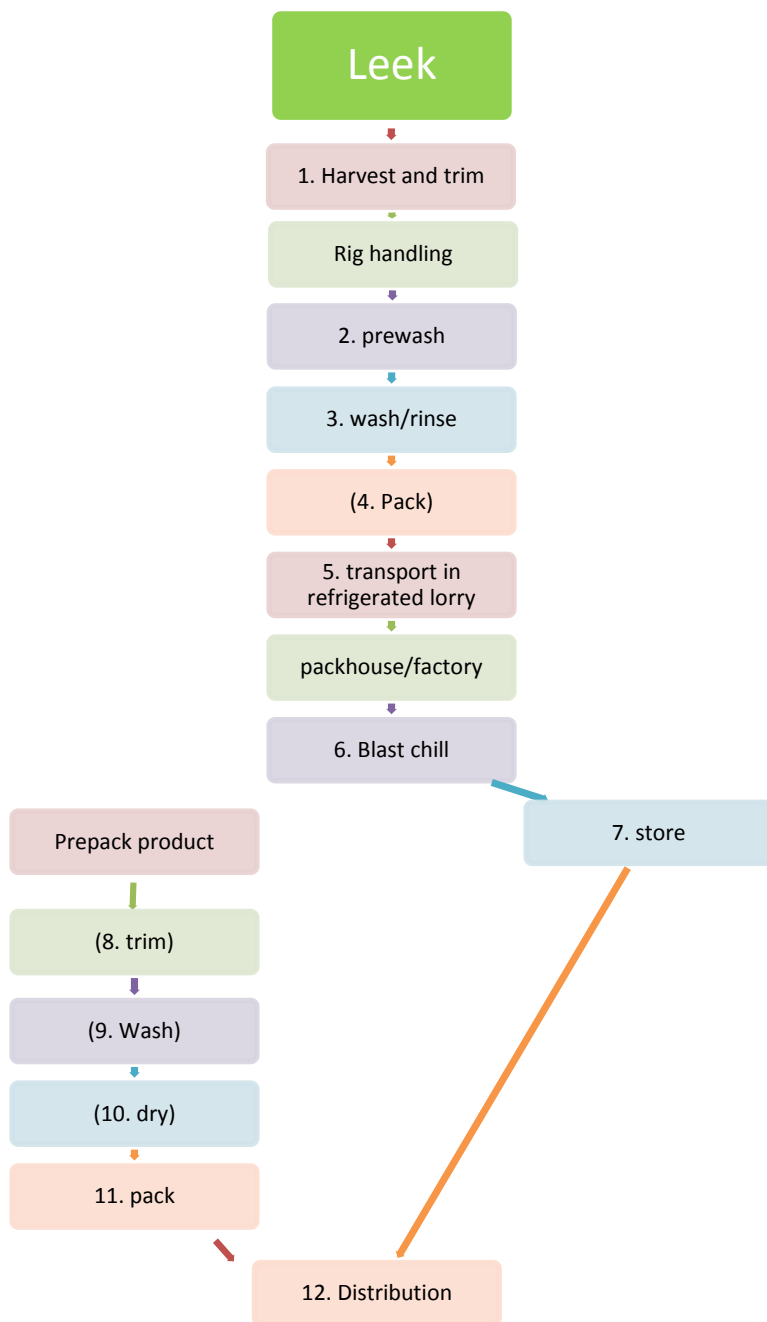 Leek
1. Harvest and trim
Rig handling
2. prewash
3. wash/rinse
(4. Pack)
5. transport in
refrigerated lorry
packhouse/factory
6. Blast chill
7. store
Prepack product
(8. trim)
(9. Wash)
(10. dry)
11. pack
12. Distribution